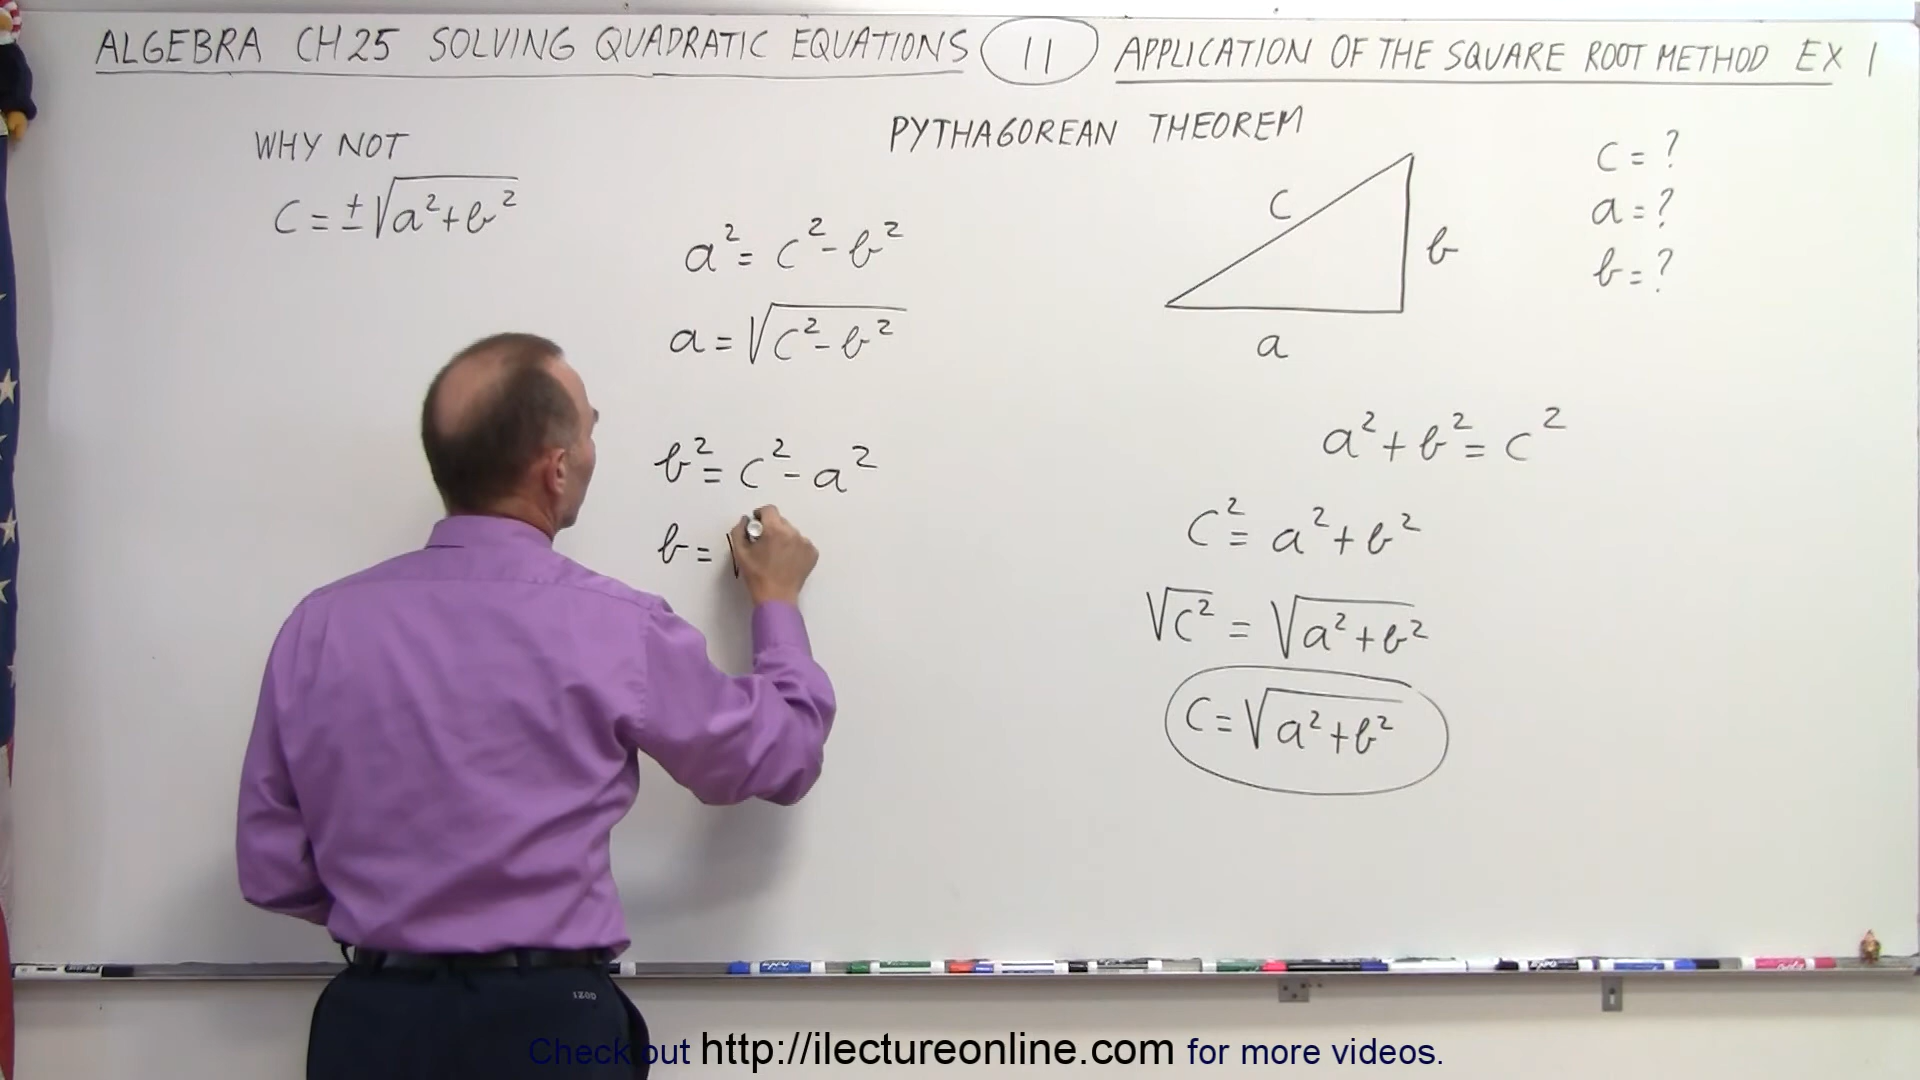 ALGEBRA CH 25 SOLVING QUADRATIC EQUATIONS 11 APPLICATION OF THE SQUARE ROOT METHOD EX 1
WHY NOT
C = ±√a²+b²
a² = c² - b²
a = √c² - b²
b² = c² - a²
b = √
PYTHAGOREAN THEOREM
c
b
a
c = ?
a = ?
b = ?
a² + b² = c²
c² = a² + b²
√c² = √a² + b²
c = √a² + b²
IZOD
Check out http://ilectureonline.com for more videos.